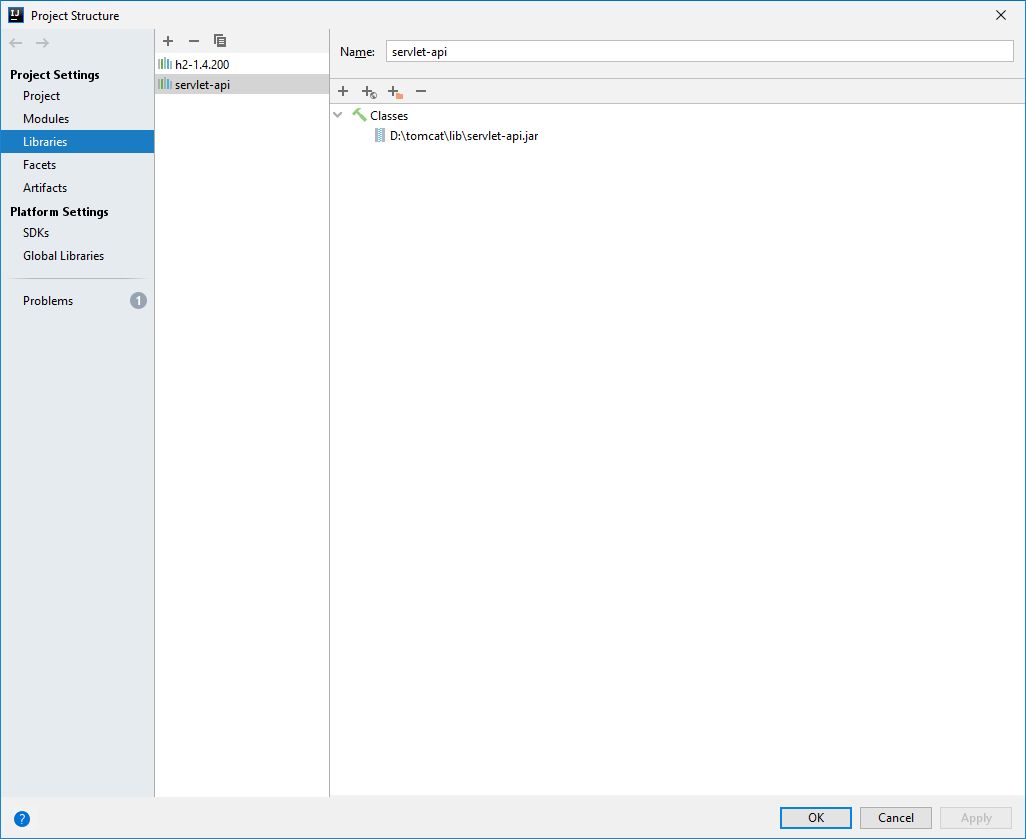 IJ
Project Structure
Project Settings
Project
Modules
Libraries
Facets
Artifacts
Platform Settings
SDKs
Global Libraries
Problems
1
h2-1.4.200
servlet-api
Name:
servlet-api
Classes
D:\tomcat\lib\servlet-api.jar
?
OK
Cancel
Apply